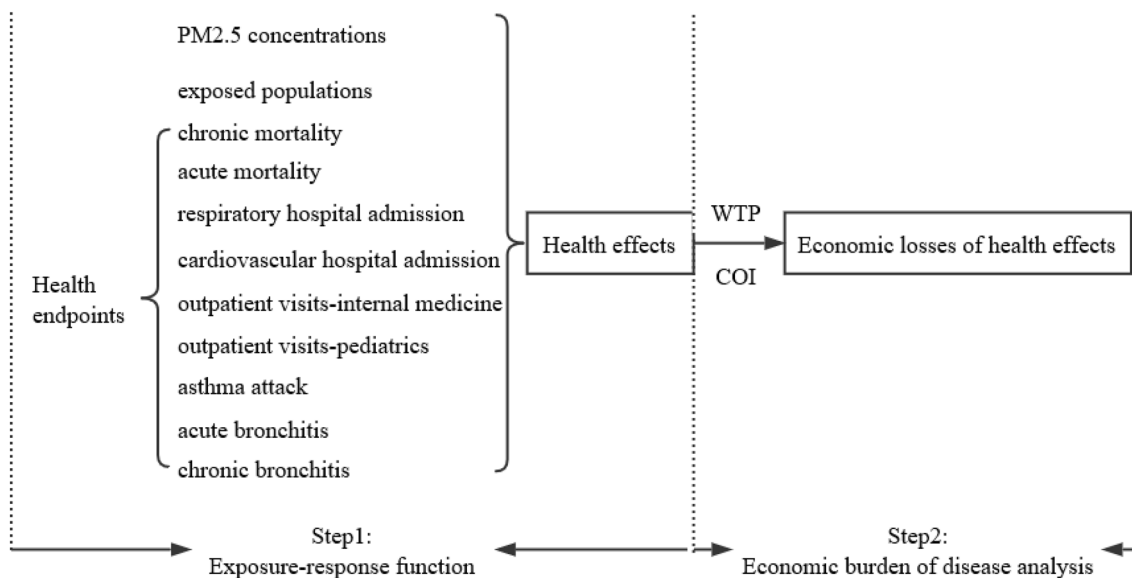 PM2.5 concentrations
exposed populations
Health
endpoints
chronic mortality
acute mortality
respiratory hospital admission
cardiovascular hospital admission
outpatient visits-internal medicine
outpatient visits-pediatrics
asthma attack
acute bronchitis
chronic bronchitis
Health effects
WTP
COI
Economic losses of health effects
Step1:
Exposure-response function
Step2:
Economic burden of disease analysis